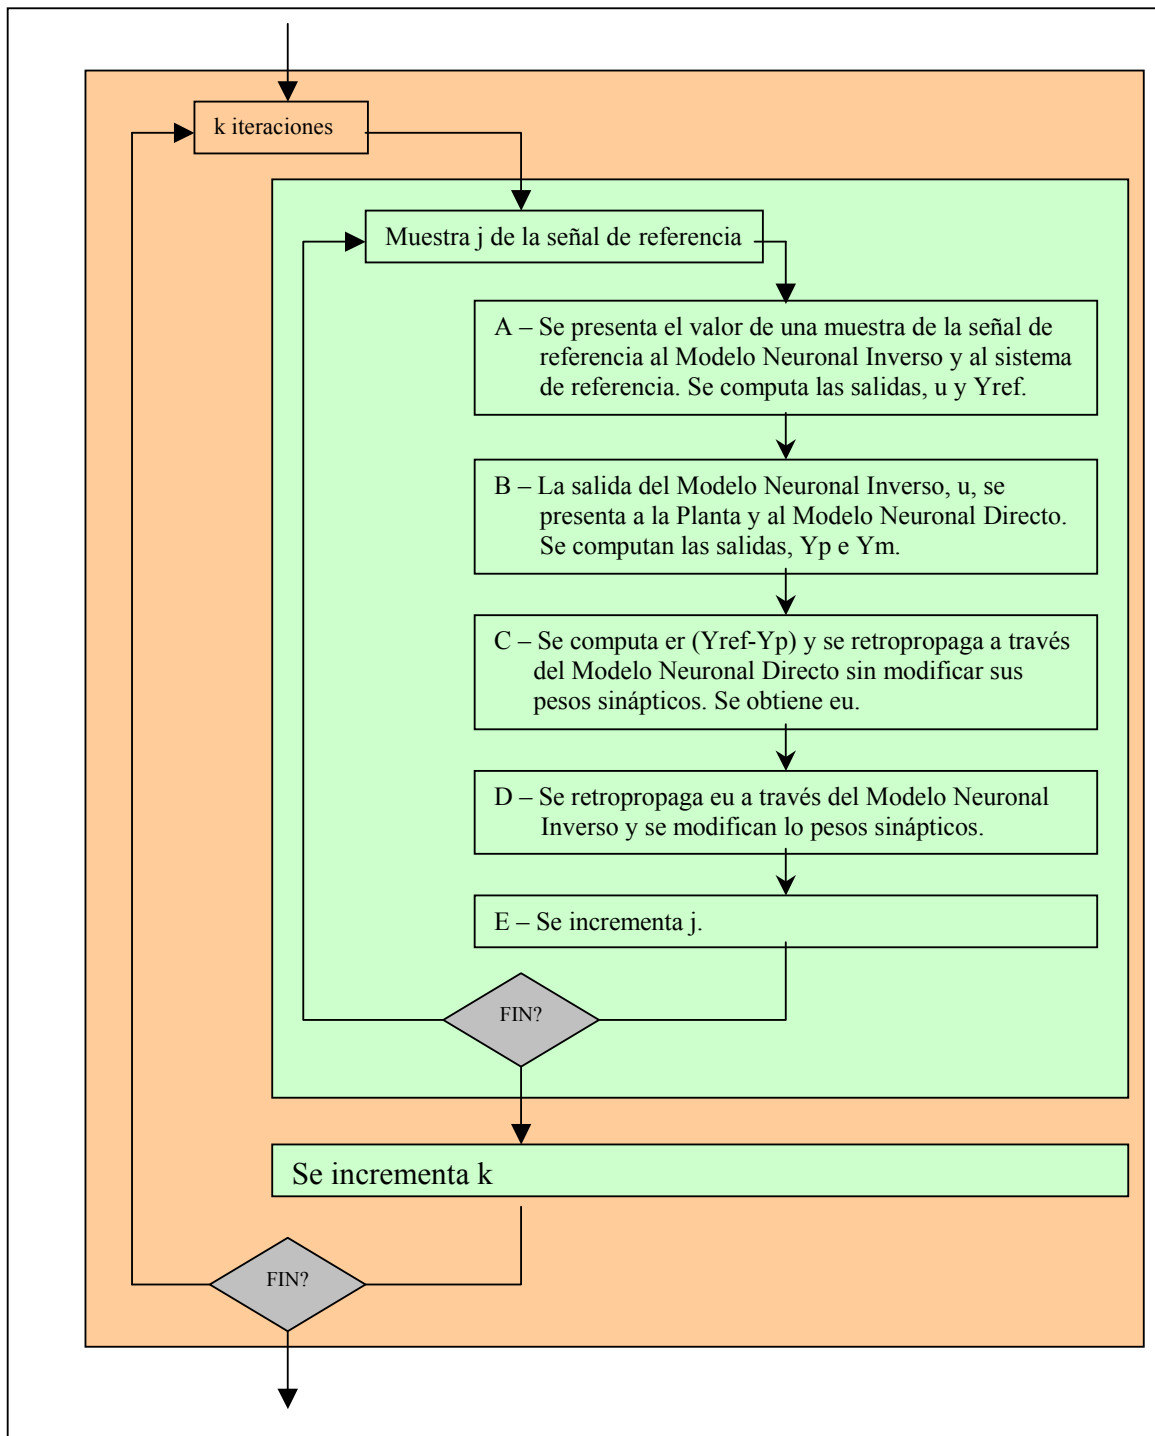 k iteraciones
Muestra j de la señal de referencia
A – Se presenta el valor de una muestra de la señal de
referencia al Modelo Neuronal Inverso y al sistema
de referencia. Se computa las salidas, u y Yref.
B – La salida del Modelo Neuronal Inverso, u, se
presenta a la Planta y al Modelo Neuronal Directo.
Se computan las salidas, Yp e Ym.
C – Se computa er (Yref-Yp) y se retropropaga a través
del Modelo Neuronal Directo sin modificar sus
pesos sinápticos. Se obtiene eu.
D – Se retropropaga eu a través del Modelo Neuronal
Inverso y se modifican lo pesos sinápticos.
E – Se incrementa j.
FIN?
Se incrementa k
FIN?